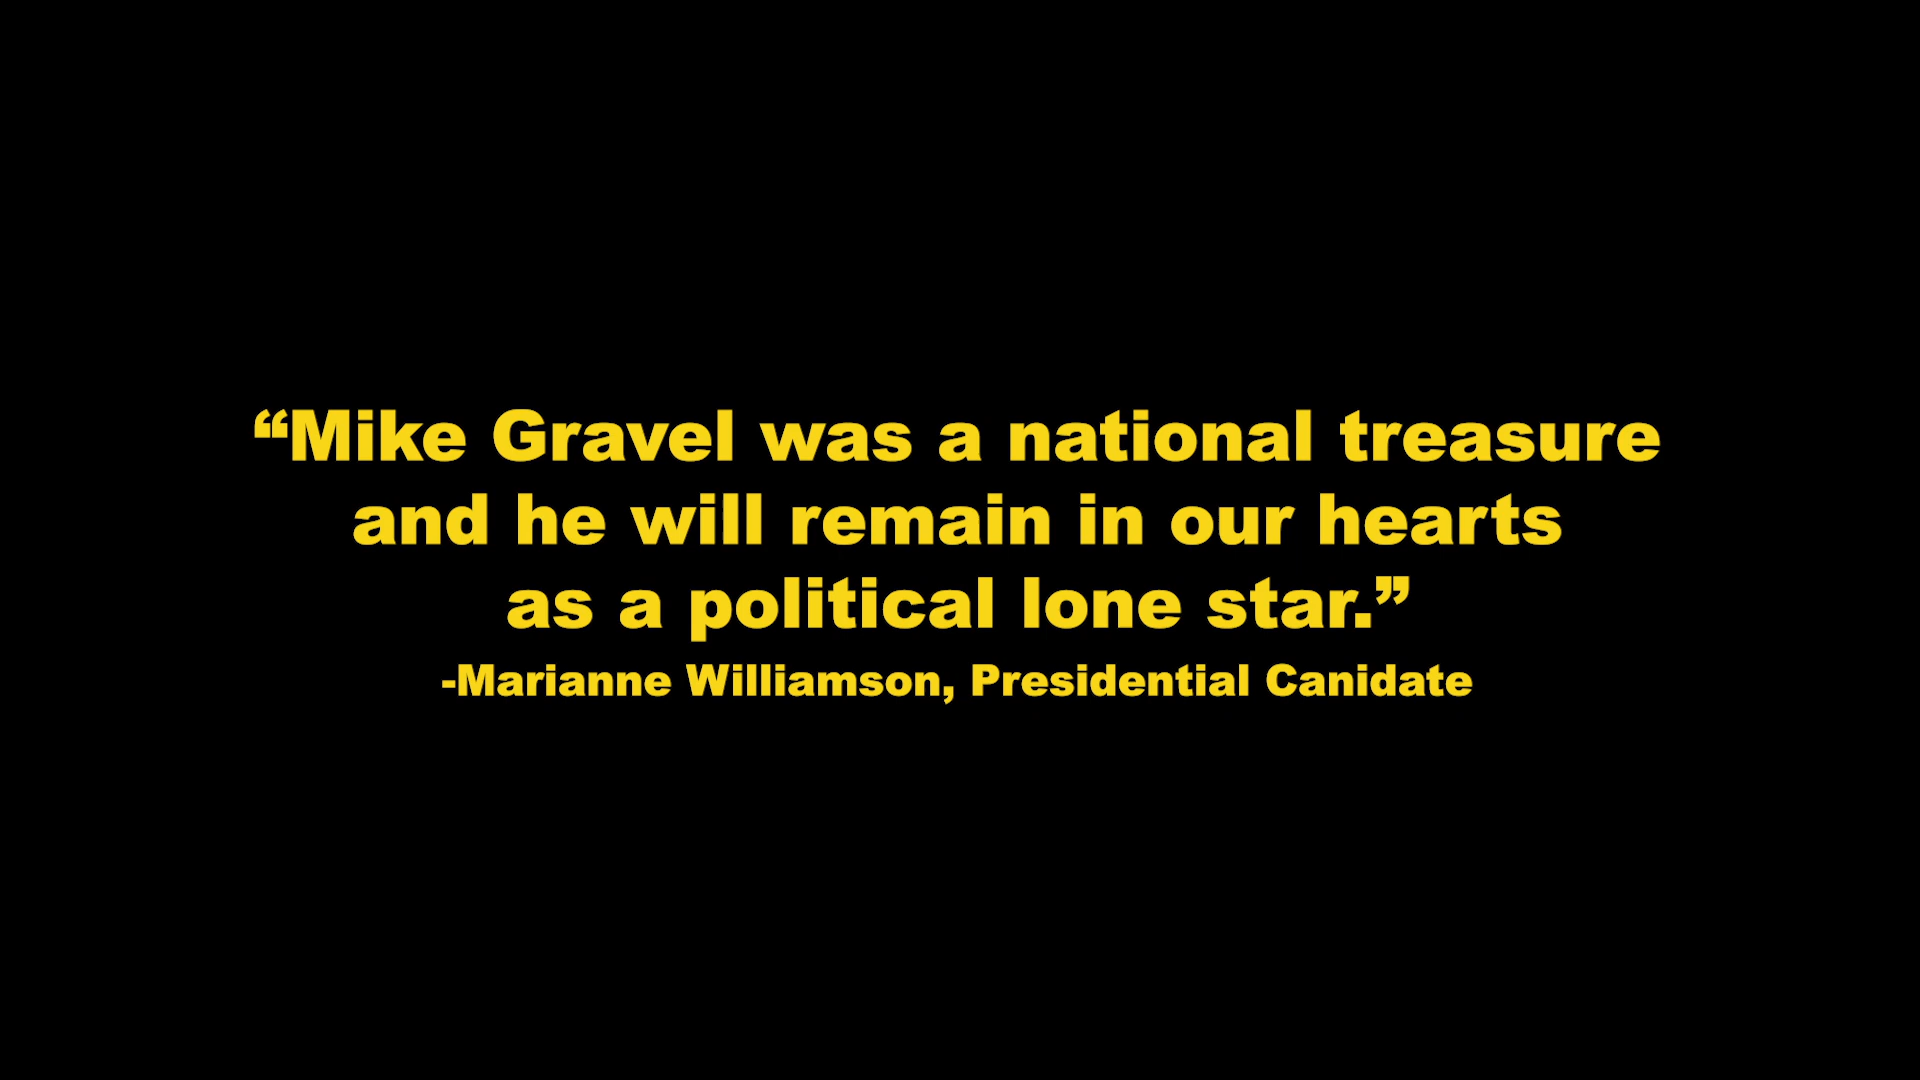 “Mike Gravel was a national treasure
and he will remain in our hearts
as a political lone star.”
-Marianne Williamson, Presidential Canidate